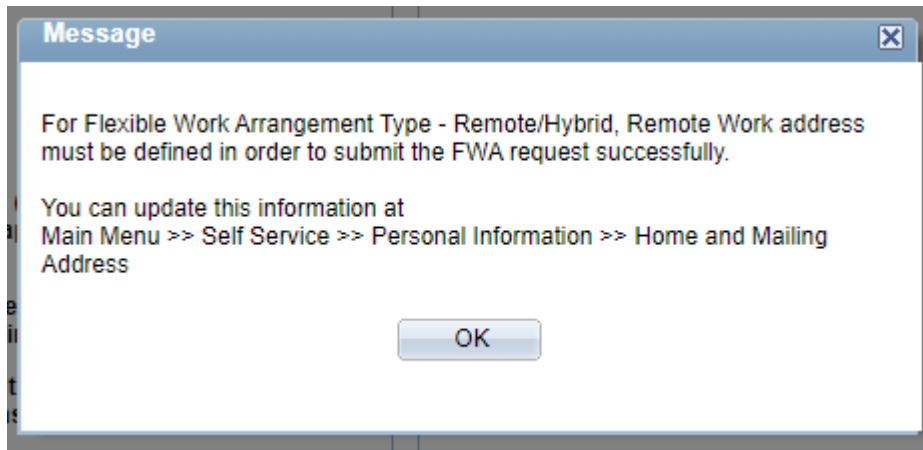 Message
For Flexible Work Arrangement Type - Remote/Hybrid, Remote Work address
must be defined in order to submit the FWA request successfully.
You can update this information at
Main Menu >> Self Service >> Personal Information >> Home and Mailing
Address
OK